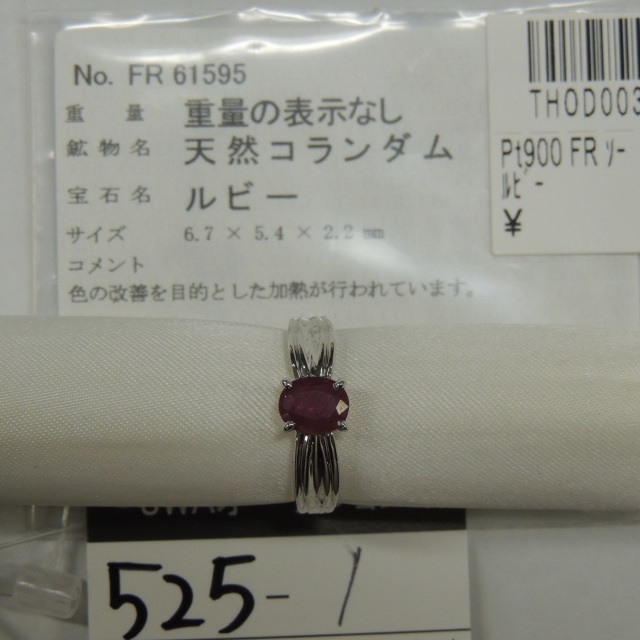 No. FR 61595
重量 重量の表示なし
鉱物名 天然コランダム
宝石名 ルビー
サイズ 6.7 × 5.4 × 2.2 mm
コメント
色の改善を目的とした加熱が行われています。
THOD003
Pt900 FR ソー
ルビー
¥
525-1